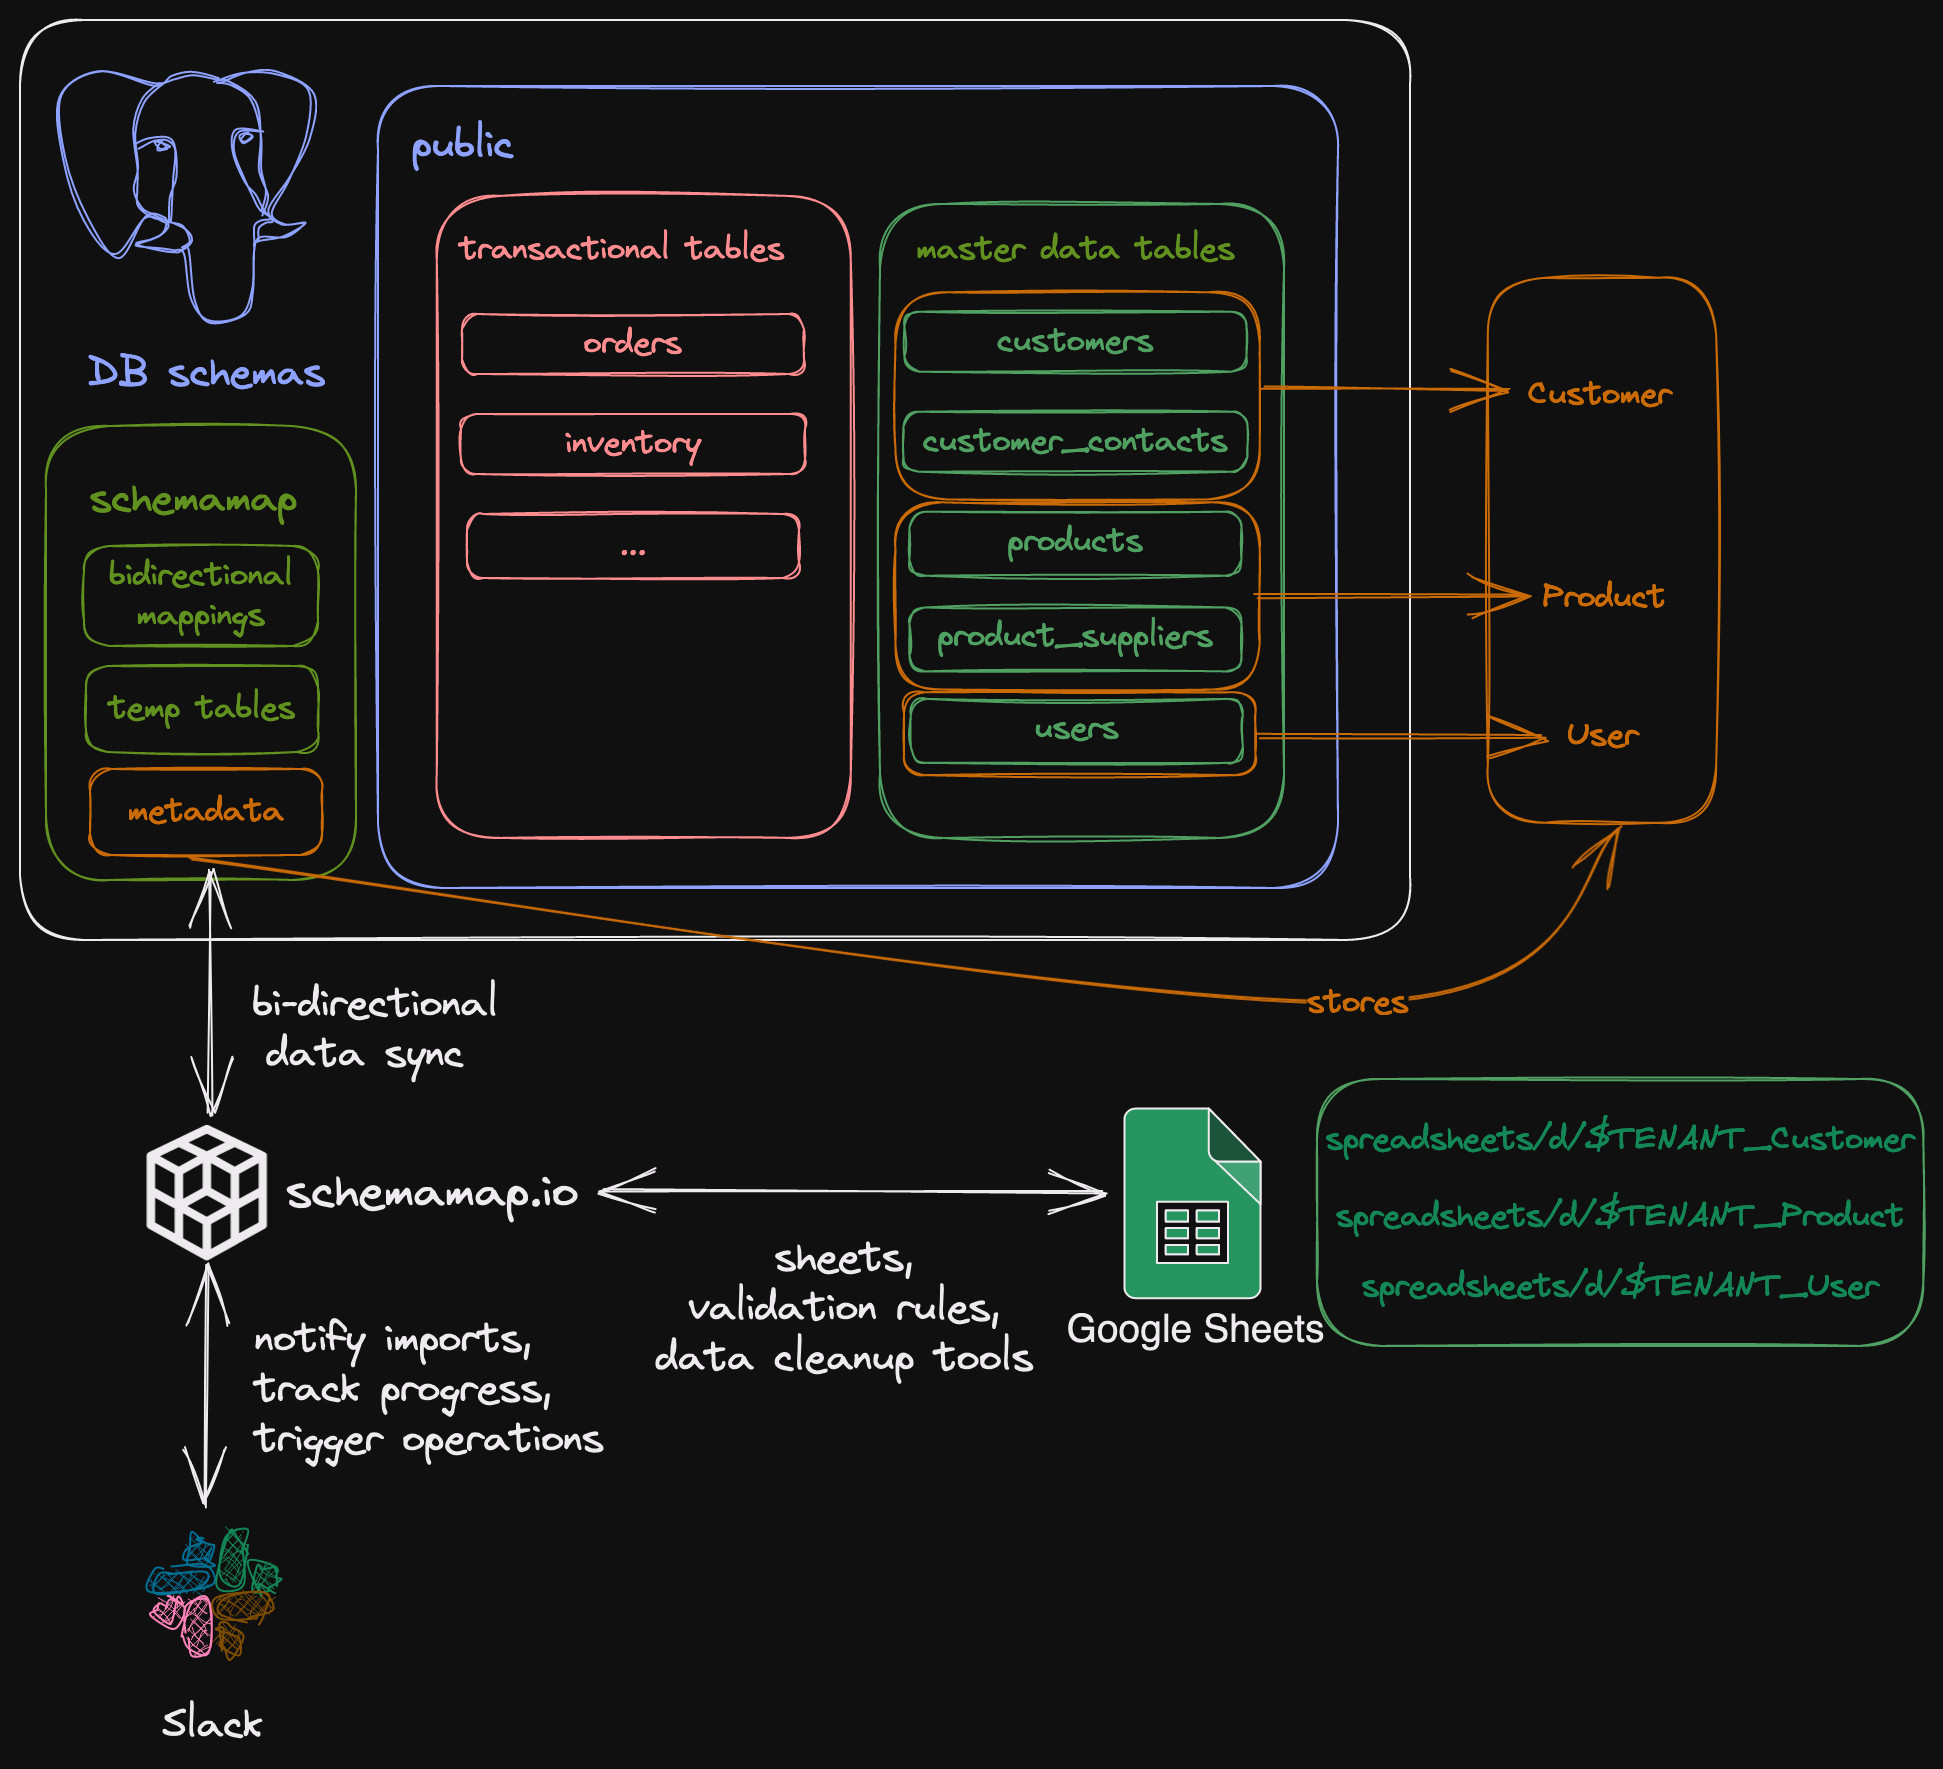 public
transactional tables
orders
inventory
...
master data tables
customers
customer_contacts
products
product_suppliers
users
DB schemas
schemamap
bidirectional
mappings
temp tables
metadata
Customer
Product
User
stores
bi-directional
data sync
schemamap.io
sheets,
validation rules,
data cleanup tools
Google Sheets
spreadsheets/d/$TENANT_Customer
spreadsheets/d/$TENANT_Product
spreadsheets/d/$TENANT_User
notify imports,
track progress,
trigger operations
Slack